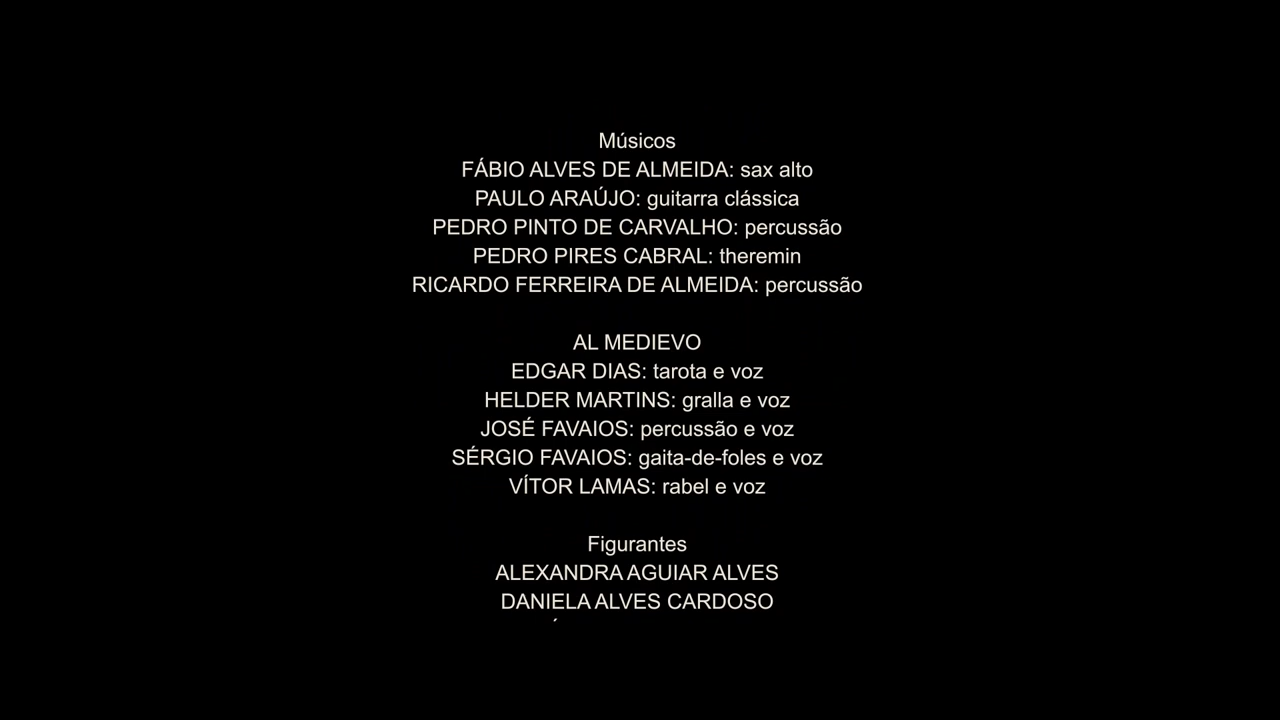 Músicos
FÁBIO ALVES DE ALMEIDA: sax alto
PAULO ARAÚJO: guitarra clássica
PEDRO PINTO DE CARVALHO: percussão
PEDRO PIRES CABRAL: theremin
RICARDO FERREIRA DE ALMEIDA: percussão
AL MEDIEVO
EDGAR DIAS: tarota e voz
HELDER MARTINS: gralla e voz
JOSÉ FAVAIOS: percussão e voz
SÉRGIO FAVAIOS: gaita-de-foles e voz
VÍTOR LAMAS: rabel e voz
Figurantes
ALEXANDRA AGUIAR ALVES
DANIELA ALVES CARDOSO